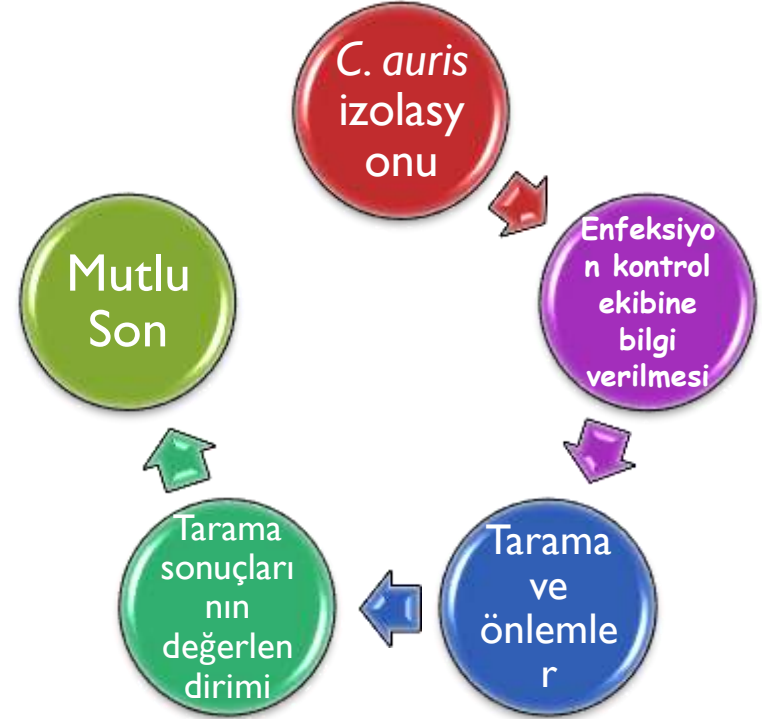 C. auris
izolasy
onu
Enfeksiyo
n kontrol
ekibine
bilgi
verilmesi
Tarama
ve
önlemle
r
Tarama
sonuçları
nın
değerlen
dirimi
Mutlu
Son